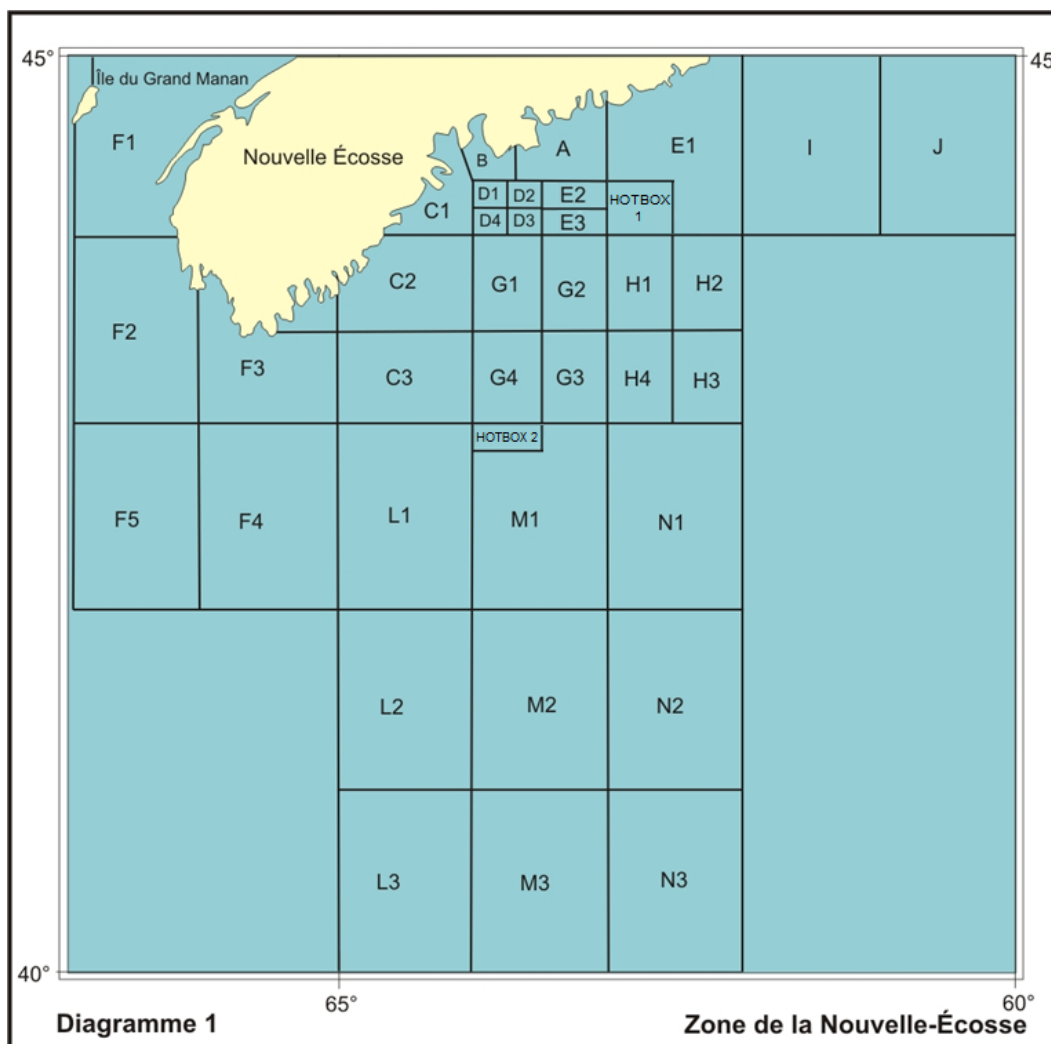 45°
45
Île du Grand Manan
F1
Nouvelle Écosse
B
A
E1
I
J
C1
D1
D2
E2
HOTBOX
1
D4
D3
E3
C2
G1
G2
H1
H2
F2
F3
C3
G4
G3
H4
H3
HOTBOX 2
F5
F4
L1
M1
N1
L2
M2
N2
L3
M3
N3
40°
65°
60°
Diagramme 1
Zone de la Nouvelle-Écosse